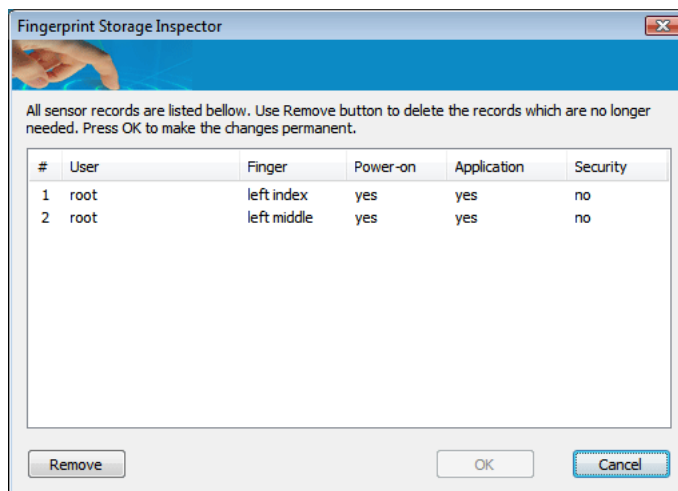 Fingerprint Storage Inspector
All sensor records are listed bellow. Use Remove button to delete the records which are no longer
needed. Press OK to make the changes permanent.
# User Finger Power-on Application Security
1 root left index yes yes no
2 root left middle yes yes no
Remove OK Cancel